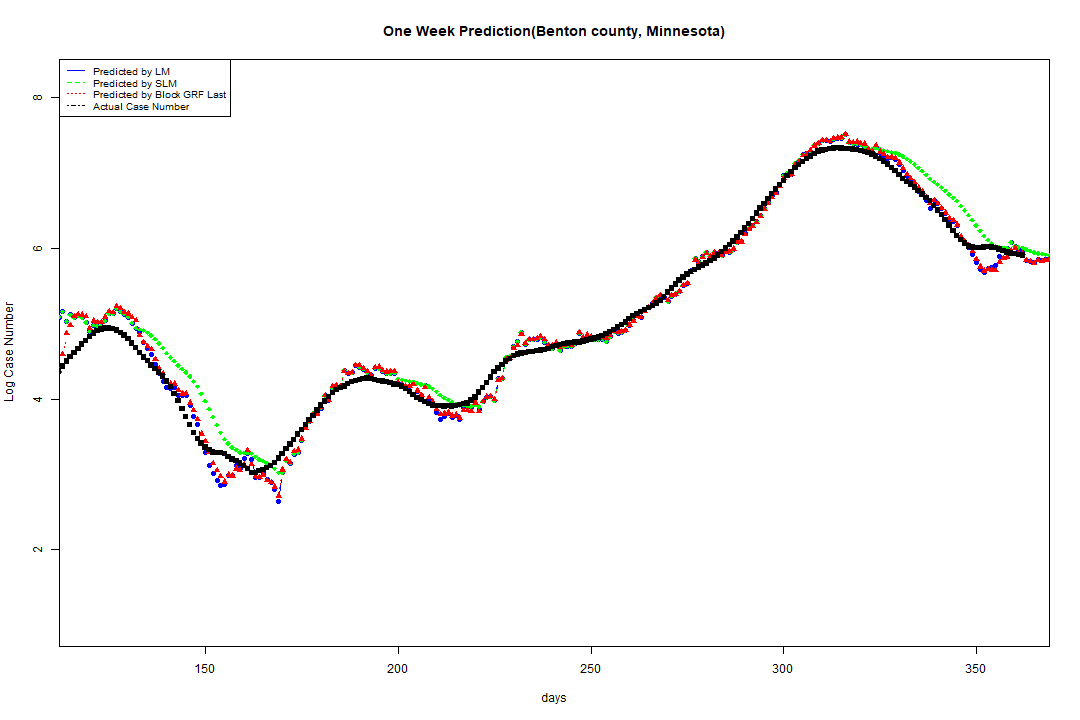 One Week Prediction(Benton county, Minnesota)
Predicted by LM
Predicted by SLM
Predicted by Block GRF Last
Actual Case Number
8
6
4
2
Log Case Number
150 200 250 300 350
days